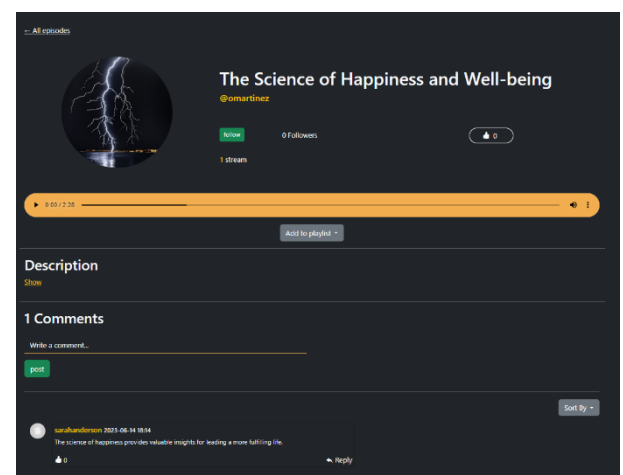 ← All episodes
The Science of Happiness and Well-being
@omartinez
follow
0 Followers
0
1 stream
0:00 / 2:28
Add to playlist
Description
Show
1 Comments
Write a comment...
post
Sort By
sarahanderson 2023-06-14 18:14
The science of happiness provides valuable insights for leading a more fulfilling life.
0
Reply